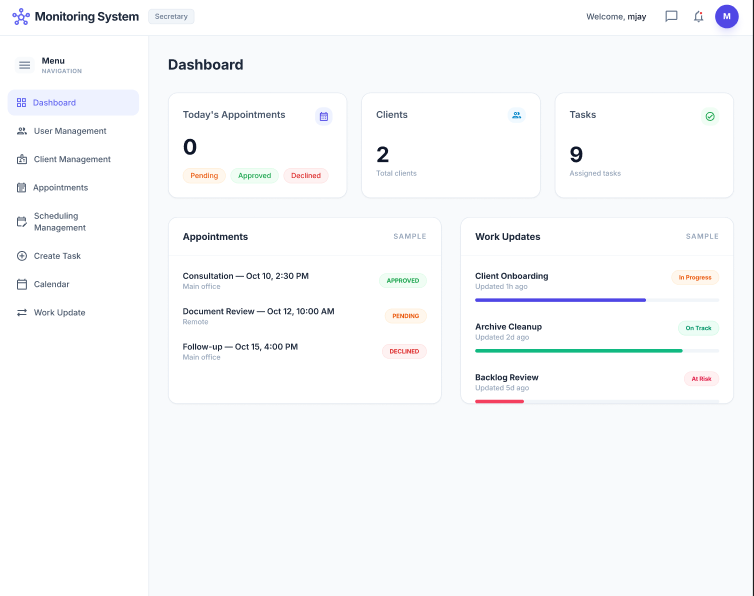 Monitoring System
Secretary
Welcome, mjay
M
Menu
NAVIGATION
Dashboard
User Management
Client Management
Appointments
Scheduling
Management
Create Task
Calendar
Work Update
Dashboard
Today's Appointments
0
Pending
Approved
Declined
Clients
2
Total clients
Tasks
9
Assigned tasks
Appointments
SAMPLE
Consultation — Oct 10, 2:30 PM
Main office
APPROVED
Document Review — Oct 12, 10:00 AM
Remote
PENDING
Follow-up — Oct 15, 4:00 PM
Main office
DECLINED
Work Updates
SAMPLE
Client Onboarding
Updated 1h ago
In Progress
Archive Cleanup
Updated 2d ago
On Track
Backlog Review
Updated 5d ago
At Risk